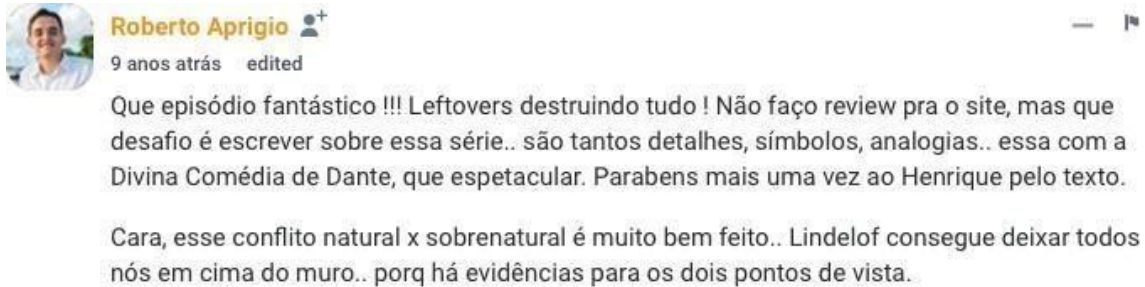 Roberto Aprigio
9 anos atrás edited
Que episódio fantástico !!! Leftovers destruindo tudo ! Não faço review pra o site, mas que
desafio é escrever sobre essa série.. são tantos detalhes, símbolos, analogias.. essa com a
Divina Comédia de Dante, que espetacular. Parabens mais uma vez ao Henrique pelo texto.
Cara, esse conflito natural x sobrenatural é muito bem feito.. Lindelof consegue deixar todos
nós em cima do muro.. porq há evidências para os dois pontos de vista.